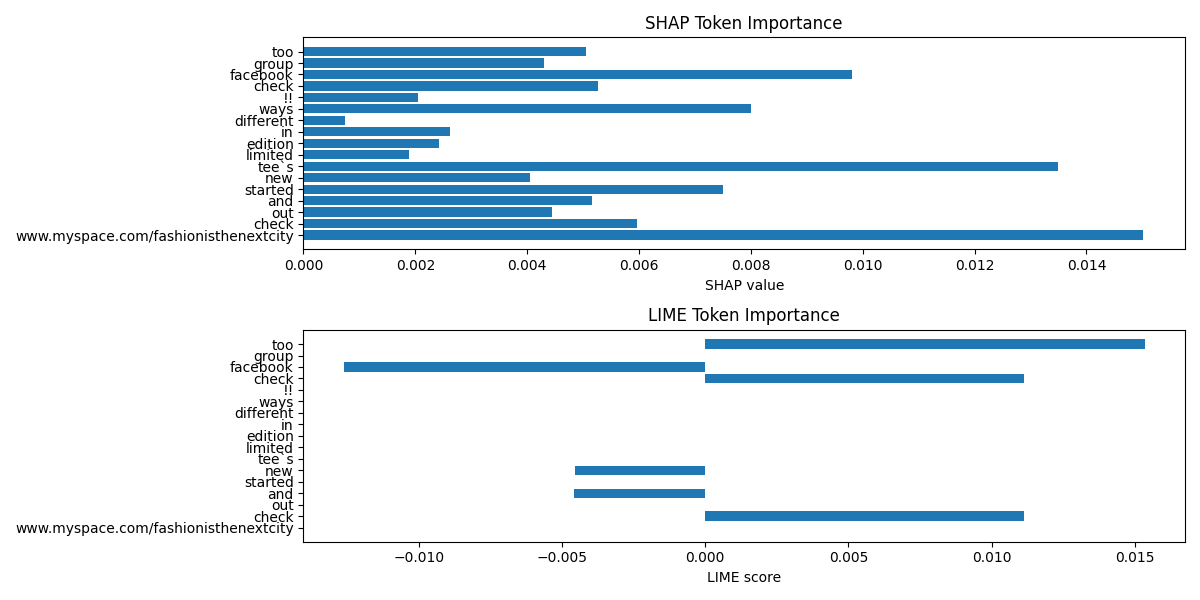 SHAP Token Importance
too
group
facebook
check
!!
ways
different
in
edition
limited
tee`s
new
started
and
out
check
www.myspace.com/fashionisthenextcity
0.000 0.002 0.004 0.006 0.008 0.010 0.012 0.014
SHAP value
LIME Token Importance
too
group
facebook
check
!!
ways
different
in
edition
limited
tee`s
new
started
and
out
check
www.myspace.com/fashionisthenextcity
−0.010 −0.005 0.000 0.005 0.010 0.015
LIME score